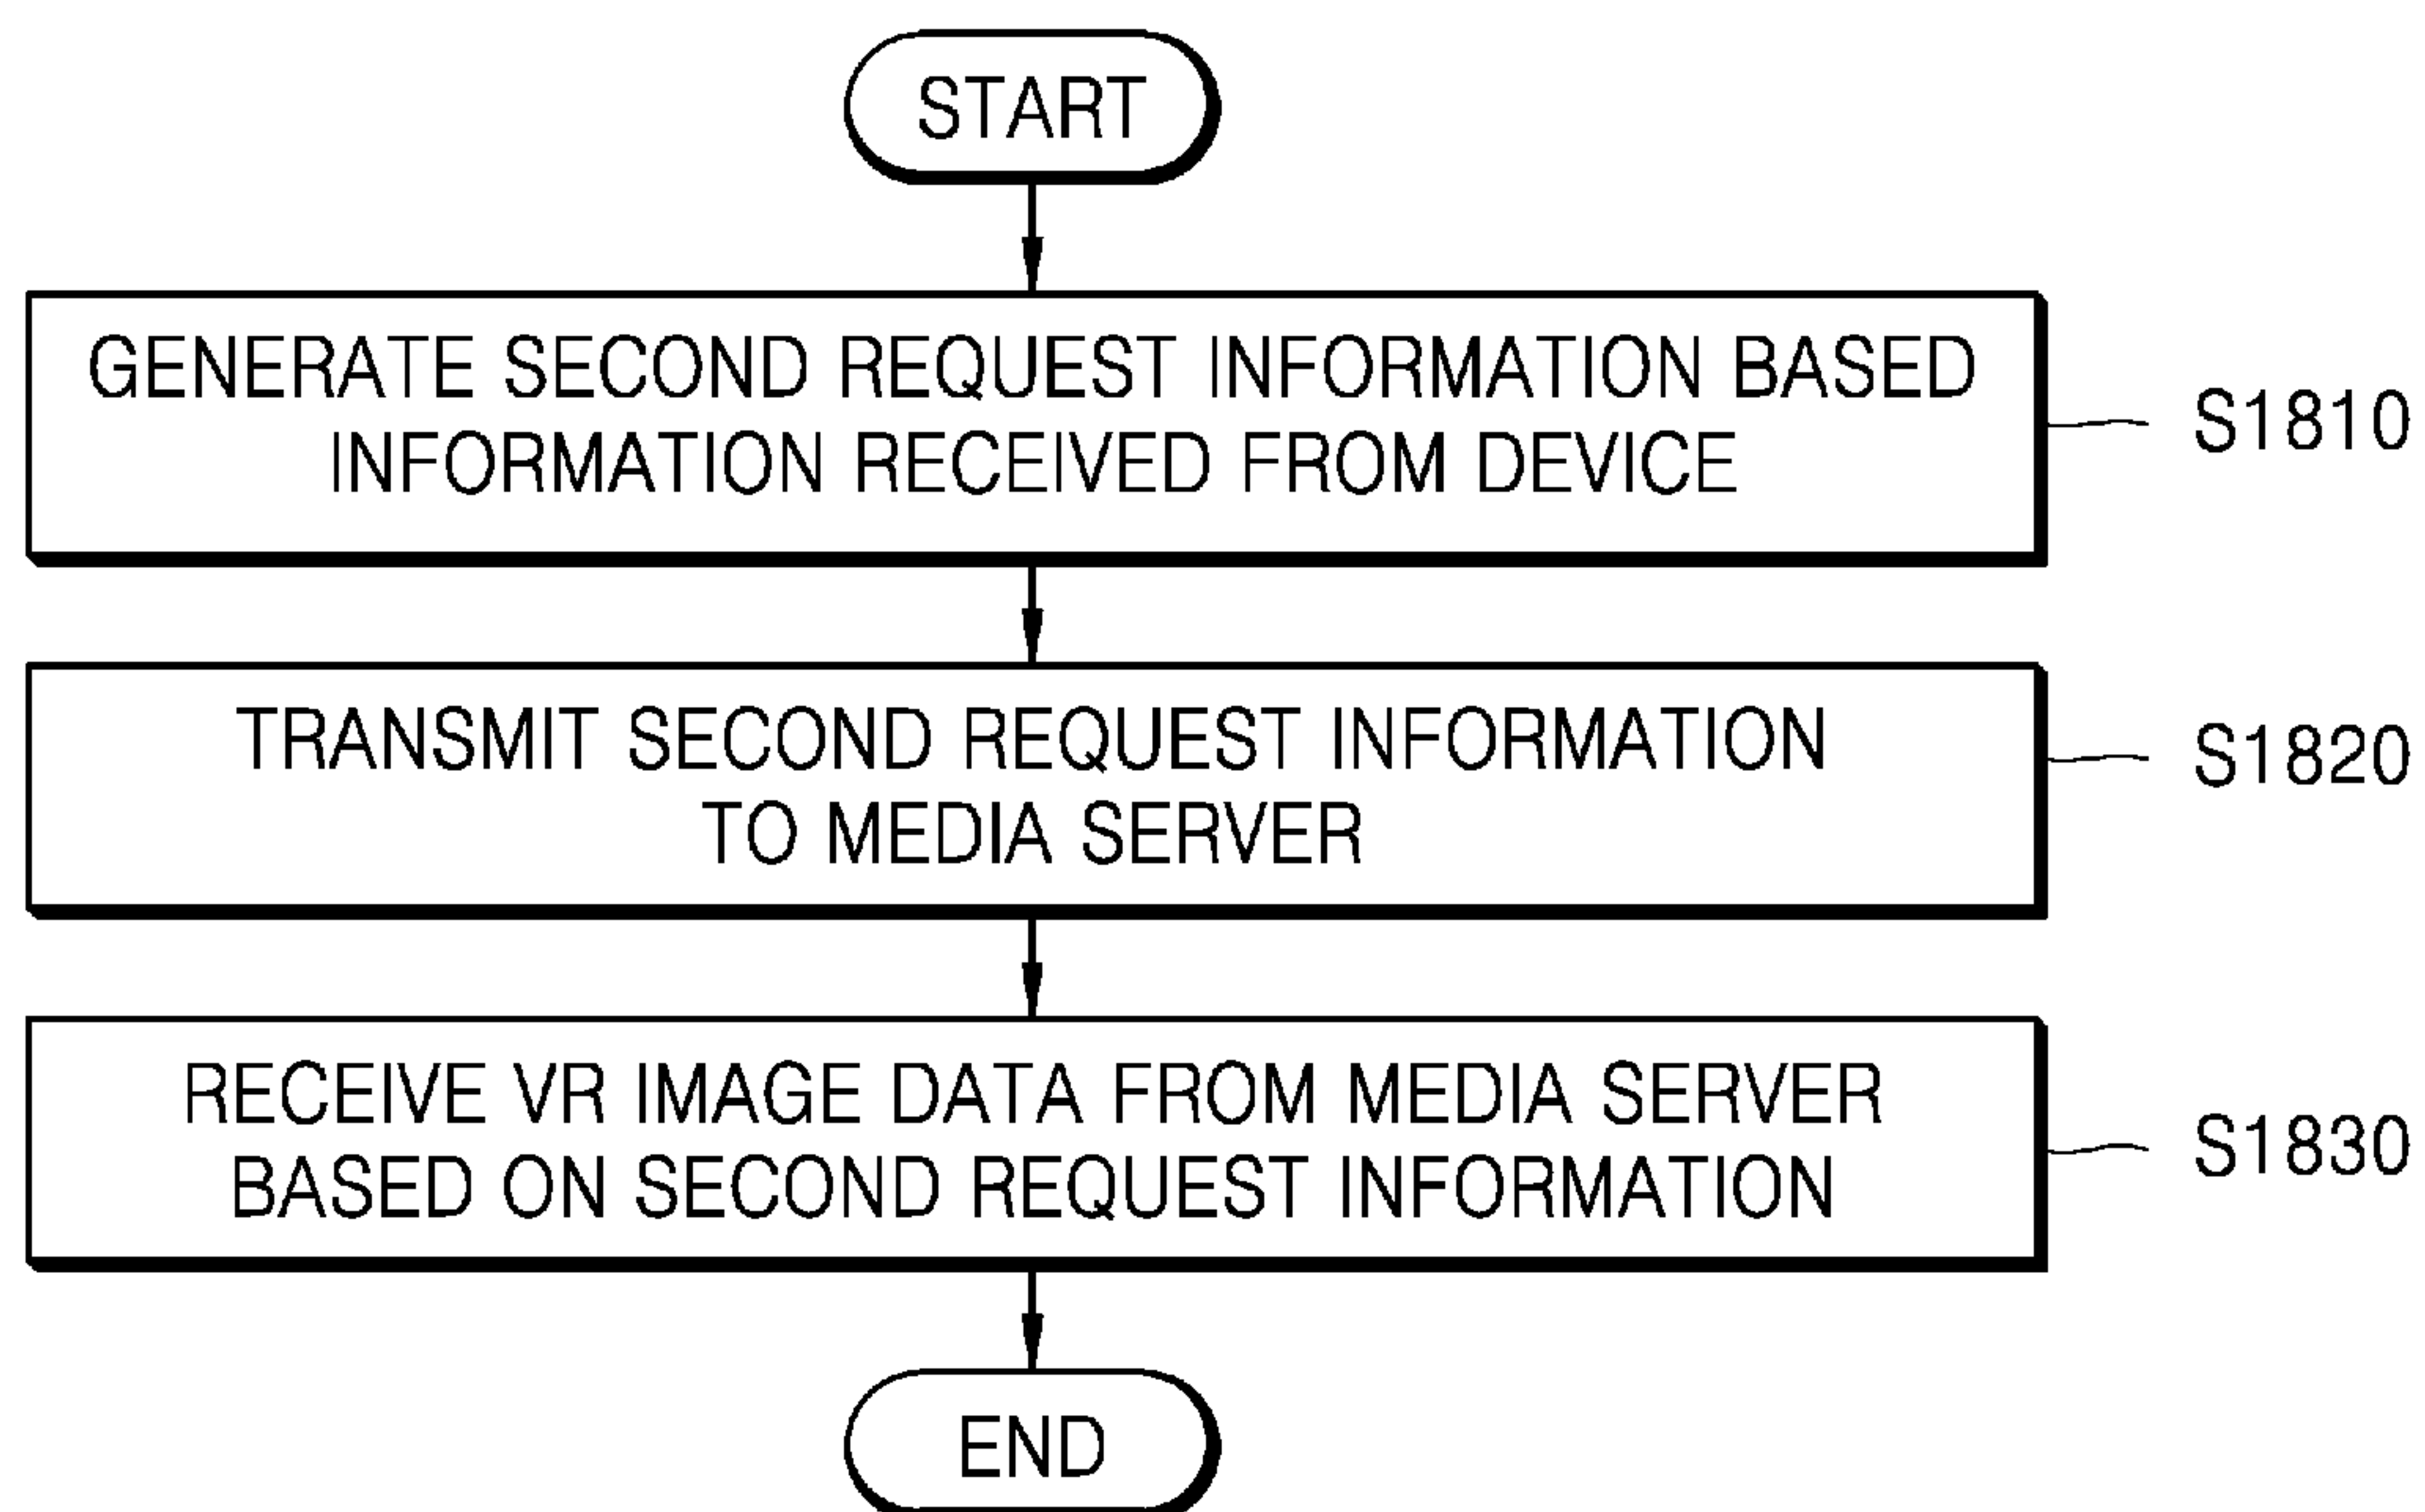 START
GENERATE SECOND REQUEST INFORMATION BASED
INFORMATION RECEIVED FROM DEVICE
S1810
TRANSMIT SECOND REQUEST INFORMATION
TO MEDIA SERVER
S1820
RECEIVE VR IMAGE DATA FROM MEDIA SERVER
BASED ON SECOND REQUEST INFORMATION
S1830
END